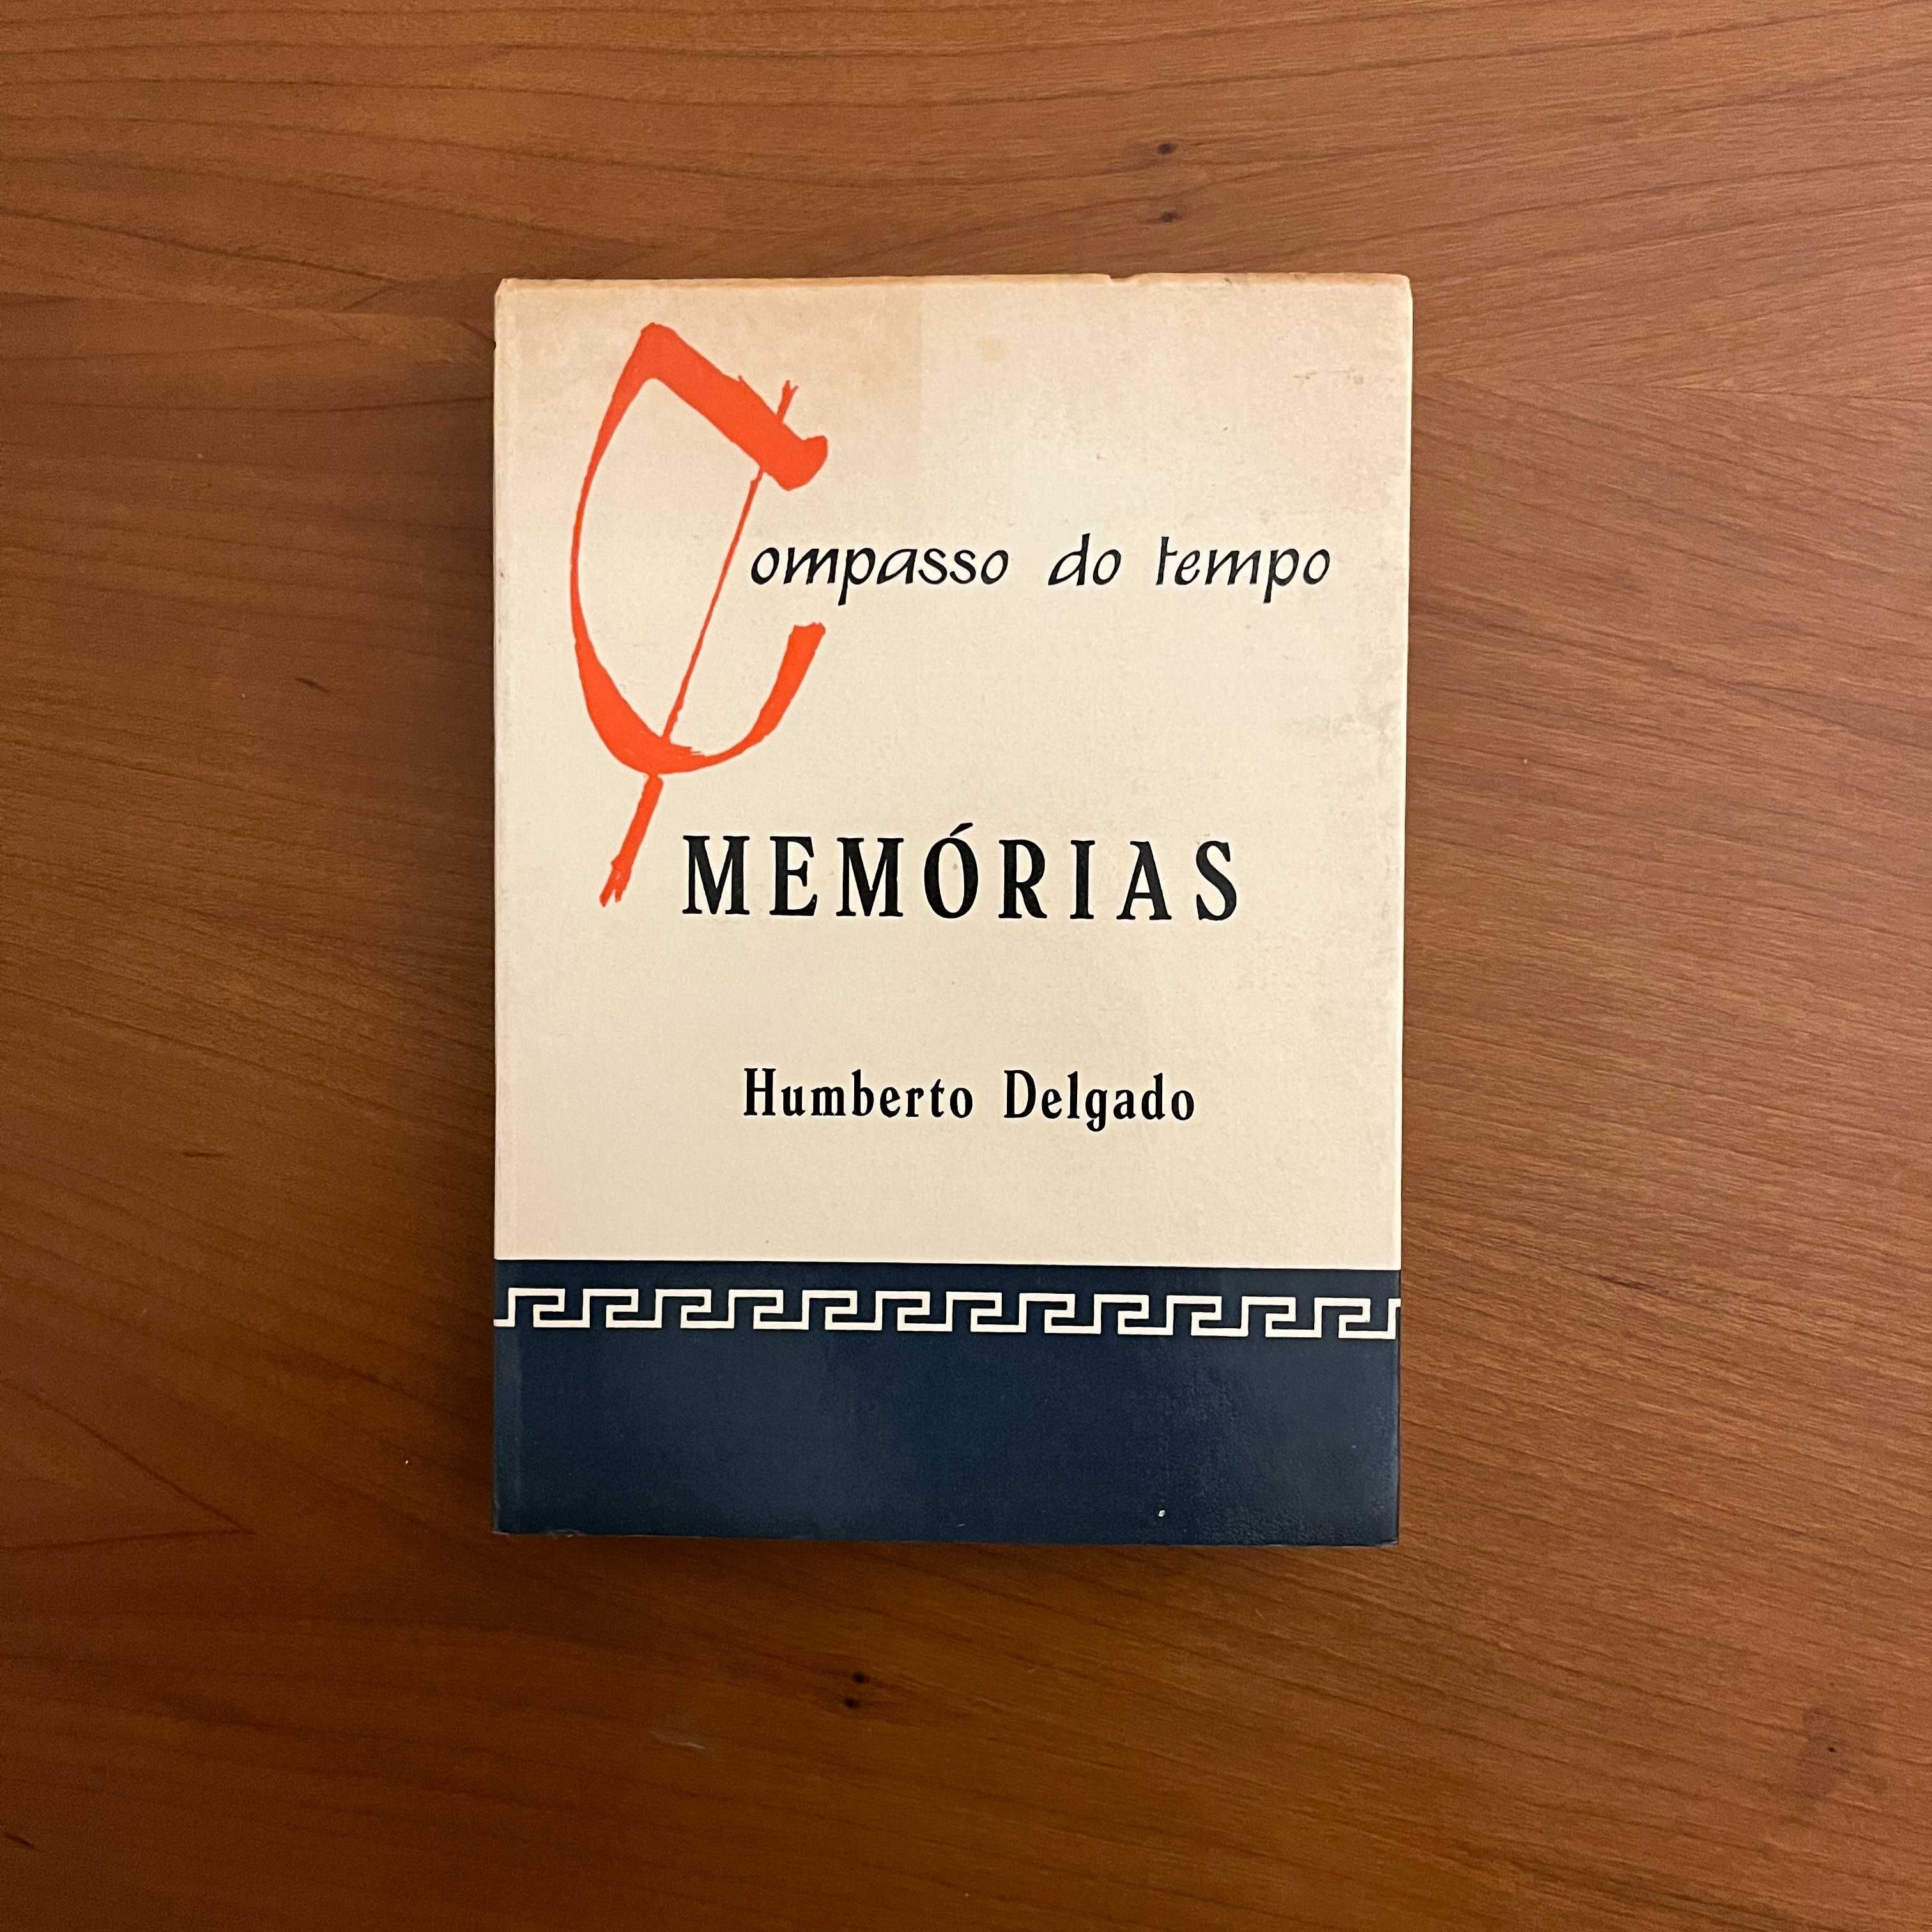 Compasso do tempo
MEMÓRIAS
Humberto Delgado